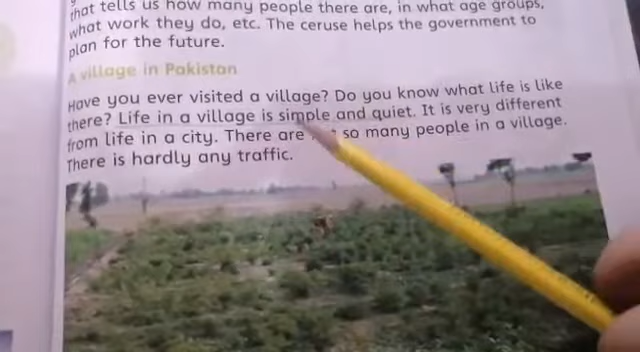 that tells us how many people there are, in what age groups,
what work they do, etc. The ceruse helps the government to
plan for the future.
A village in Pakistan
Have you ever visited a village? Do you know what life is like
there? Life in a village is simple and quiet. It is very different
from life in a city. There are so many people in a village.
There is hardly any traffic.